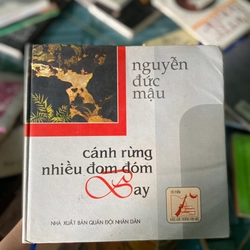 nguyễn
đức
mậu
cánh rừng
nhiều đom đóm
Bay
NHÀ XUẤT BẢN QUÂN ĐỘI NHÂN DÂN